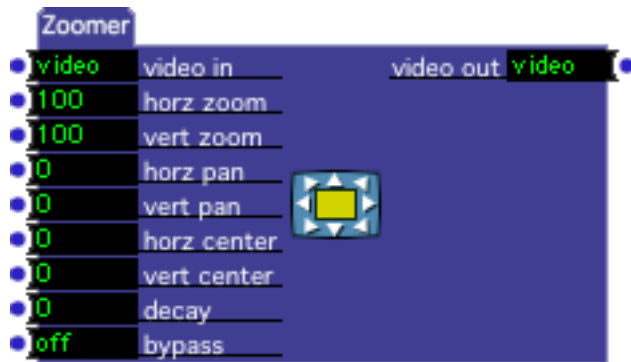 Zoomer
video video in video out video
100 horz zoom
100 vert zoom
0 horz pan
0 vert pan
0 horz center
0 vert center
0 decay
off bypass